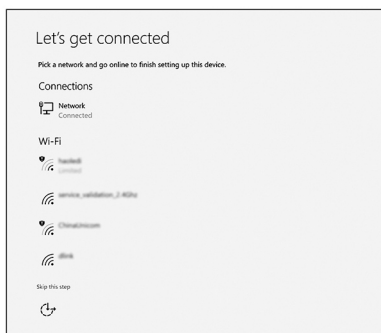 Let's get connected
Pick a network and go online to finish setting up this device.
Connections
Network
Connected
Wi-Fi
Limited
service_validation_2.4Ghz
ChinaUnicom
dlink
Skip this step